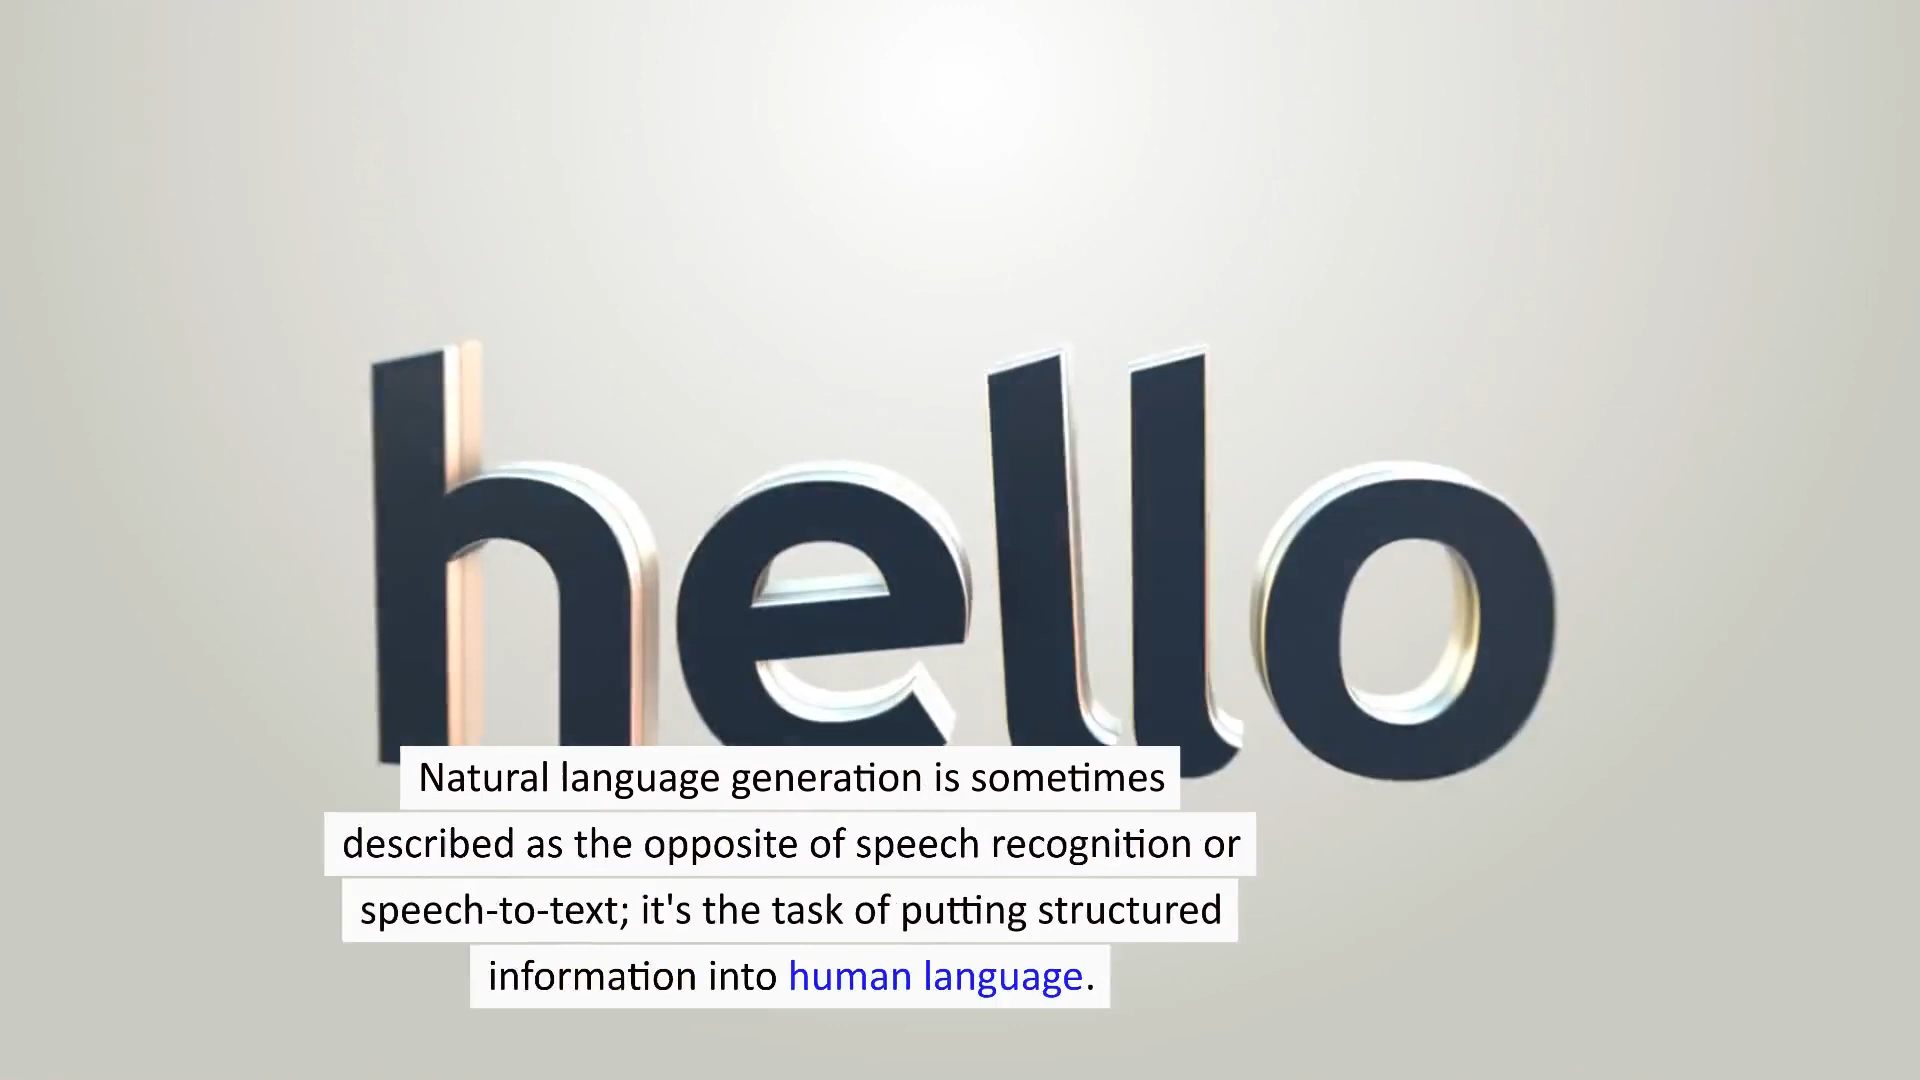 hello
Natural language generation is sometimes
described as the opposite of speech recognition or
speech-to-text; it's the task of putting structured
information into human language.